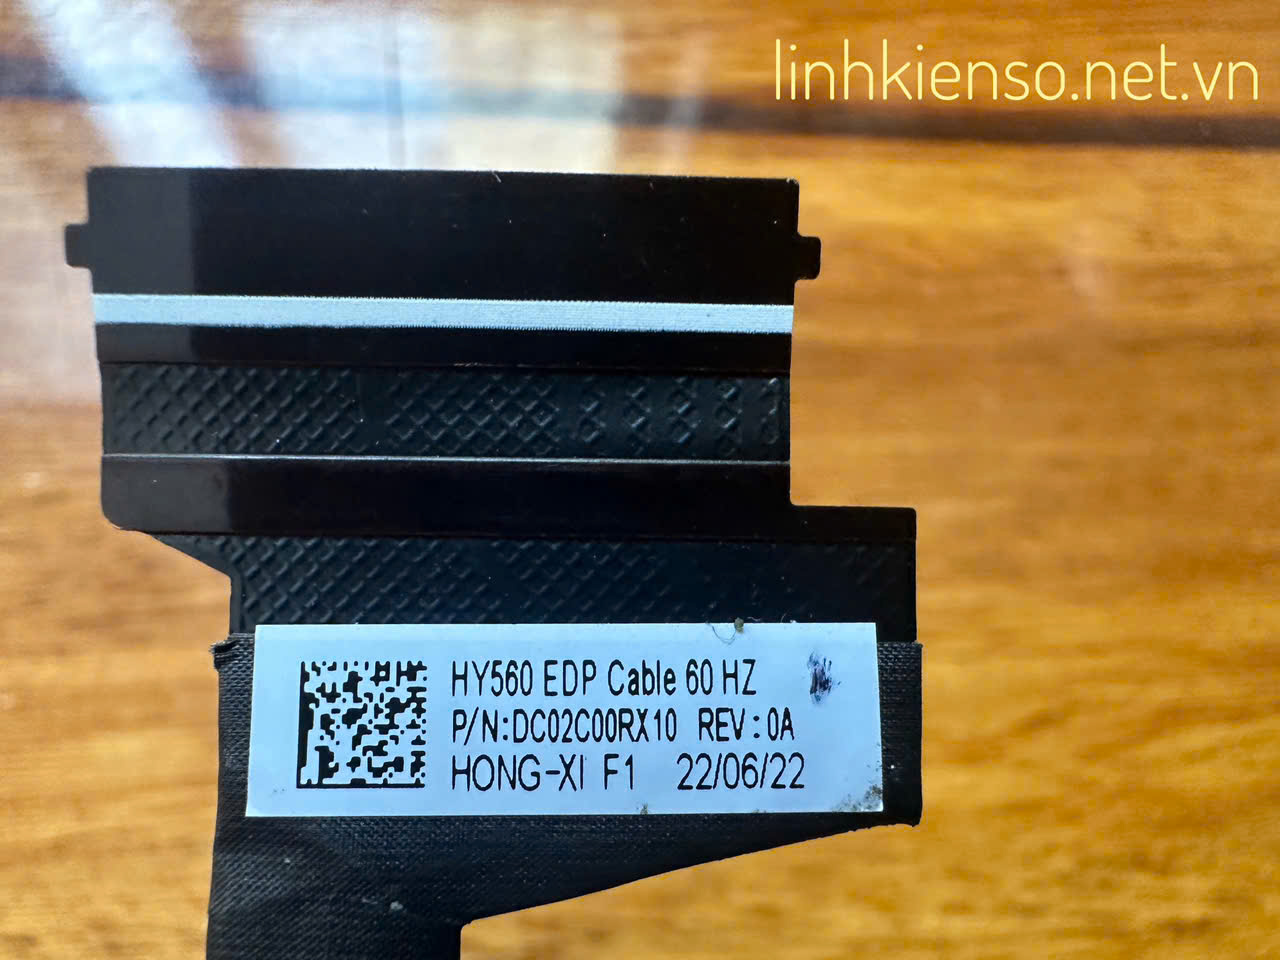 linhkienso.net.vn
HY560 EDP Cable 60 HZ
P/N:DC02C00RX10 REV:0A
HONG-XI F1 22/06/22